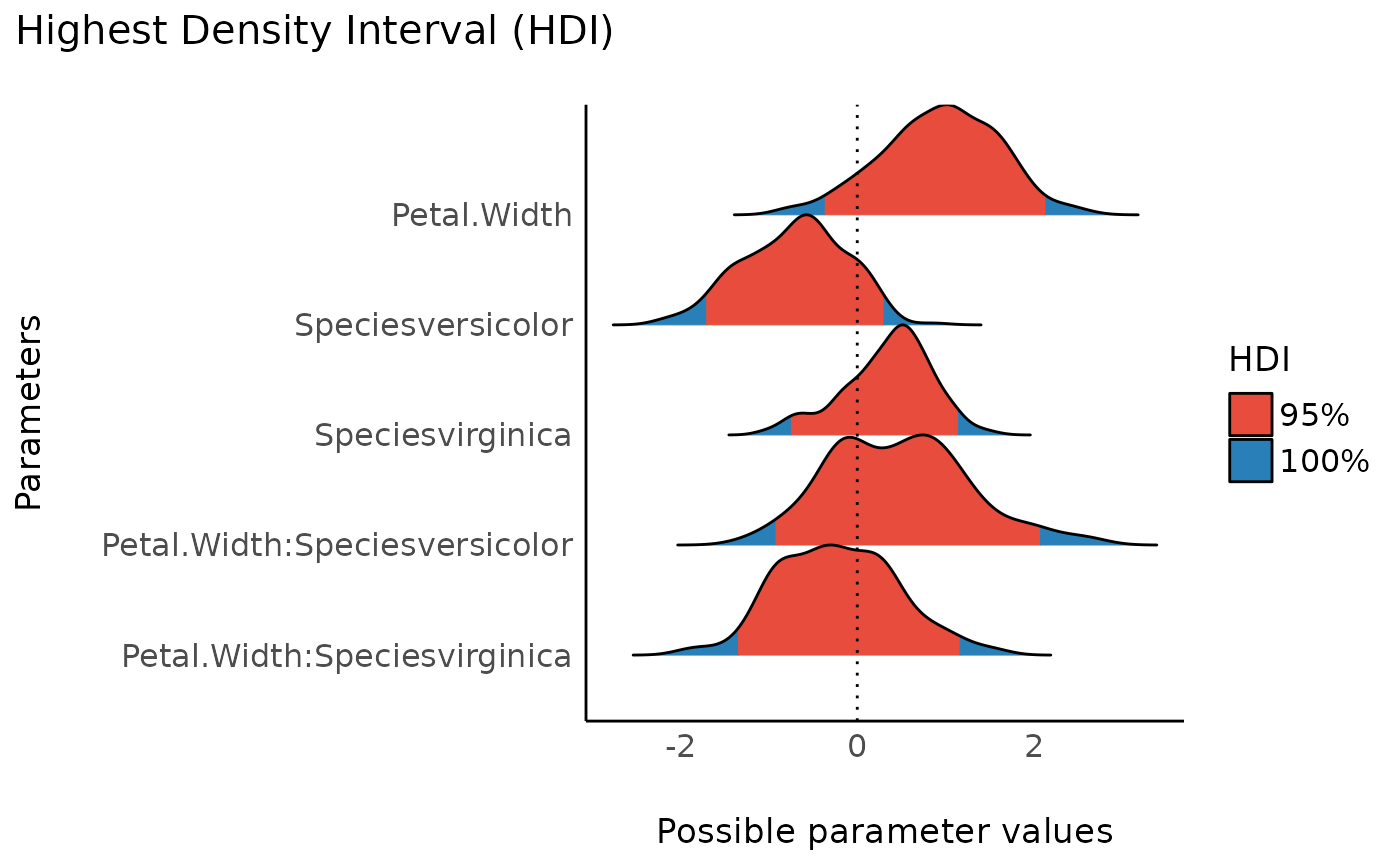 Highest Density Interval (HDI)
Parameters
Petal.Width
Speciesversicolor
Speciesvirginica
Petal.Width:Speciesversicolor
Petal.Width:Speciesvirginica
-2 0 2
Possible parameter values
HDI
95%
100%